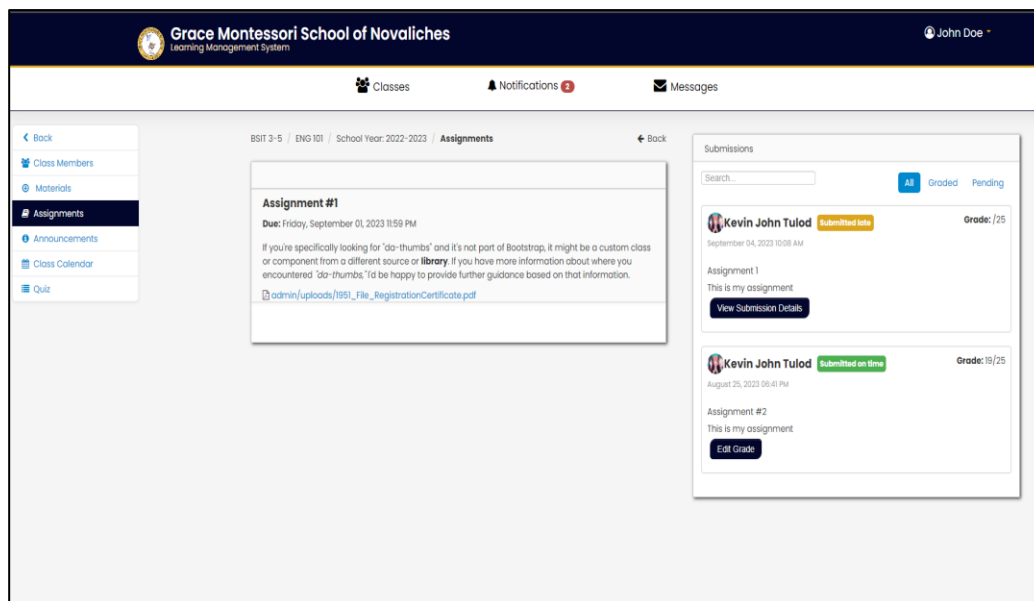 Grace Montessori School of Novaliches
Learning Management System
John Doe
Classes
Notifications 2
Messages
Back
Class Members
Materials
Assignments
Announcements
Class Calendar
Quiz
BSIT 3-5 / ENG 101 / School Year: 2022-2023 / Assignments
Back
Assignment #1
Due: Friday, September 01, 2023 11:59 PM
If you're specifically looking for "da-thumbs" and it's not part of Bootstrap, it might be a custom class
or component from a different source or library. If you have more information about where you
encountered "da-thumbs," I'd be happy to provide further guidance based on that information.
admin/uploads/1951_File_RegistrationCertificate.pdf
Submissions
Search...
All Graded Pending
Kevin John Tulod Submitted late Grade: /25
September 04, 2023 10:08 AM
Assignment 1
This is my assignment
View Submission Details
Kevin John Tulod Submitted on time Grade: 19/25
August 25, 2023 06:41 PM
Assignment #2
This is my assignment
Edit Grade